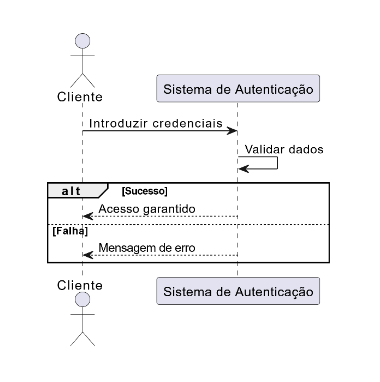 Cliente
Sistema de Autenticação
Introduzir credenciais
Validar dados
alt [Sucesso]
Acesso garantido
[Falha]
Mensagem de erro
Cliente
Sistema de Autenticação